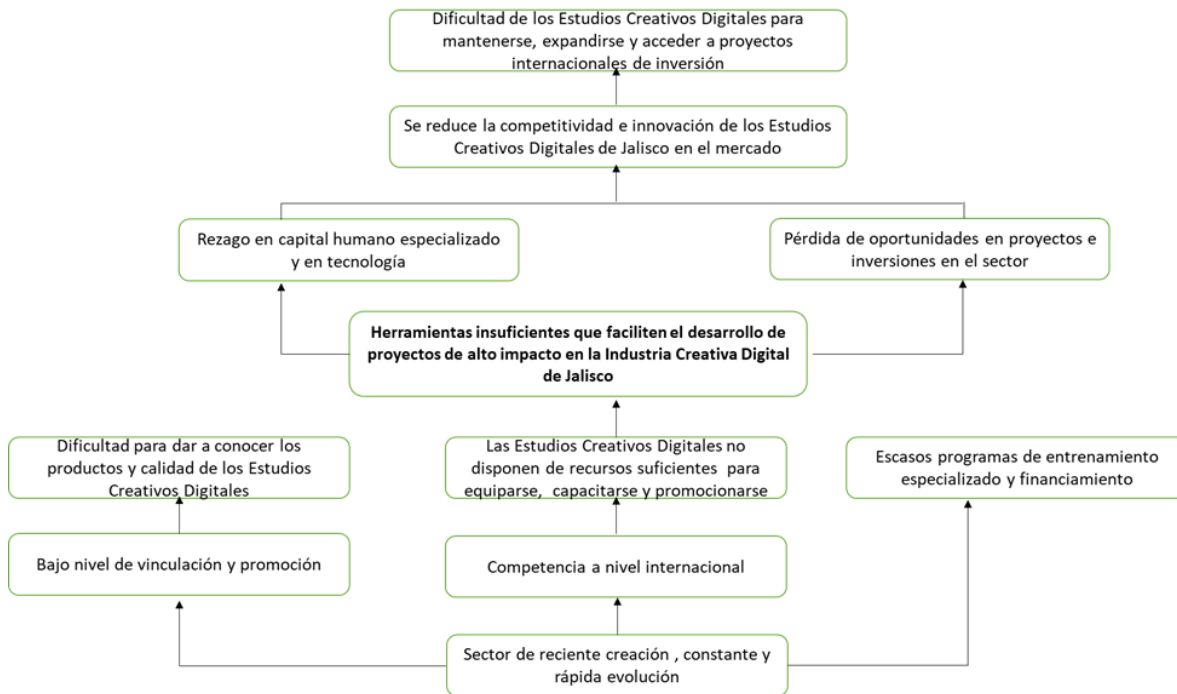 Dificultad de los Estudios Creativos Digitales para
mantenerse, expandirse y acceder a proyectos
internacionales de inversión
Se reduce la competitividad e innovación de los Estudios
Creativos Digitales de Jalisco en el mercado
Rezago en capital humano especializado
y en tecnología
Pérdida de oportunidades en proyectos e
inversiones en el sector
Herramientas insuficientes que faciliten el desarrollo de
proyectos de alto impacto en la Industria Creativa Digital
de Jalisco
Dificultad para dar a conocer los
productos y calidad de los Estudios
Creativos Digitales
Las Estudios Creativos Digitales no
disponen de recursos suficientes para
equiparse, capacitarse y promocionarse
Escasos programas de entrenamiento
especializado y financiamiento
Bajo nivel de vinculación y promoción
Competencia a nivel internacional
Sector de reciente creación , constante y
rápida evolución